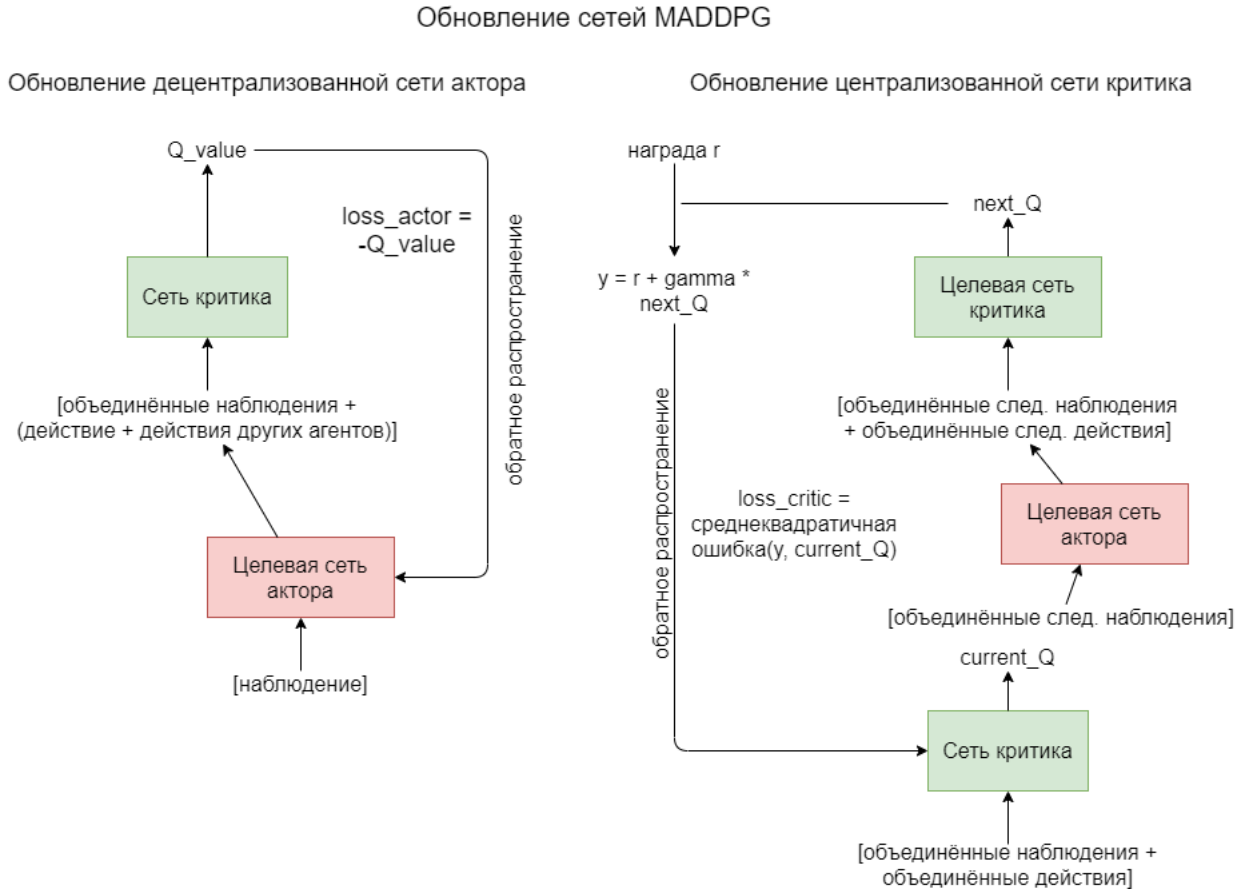 Обновление сетей MADDPG
Обновление децентрализованной сети актора
Q_value
loss_actor =
-Q_value
обратное распространение
Сеть критика
[объединённые наблюдения +
(действие + действия других агентов)]
Целевая сеть
актора
[наблюдение]
Обновление централизованной сети критика
награда r
next_Q
y = r + gamma *
next_Q
Целевая сеть
критика
[объединённые след. наблюдения
+ объединённые след. действия]
обратное распространение
loss_critic =
среднеквадратичная
ошибка(y, current_Q)
Целевая сеть
актора
[объединённые след. наблюдения]
current_Q
Сеть критика
[объединённые наблюдения +
объединённые действия]